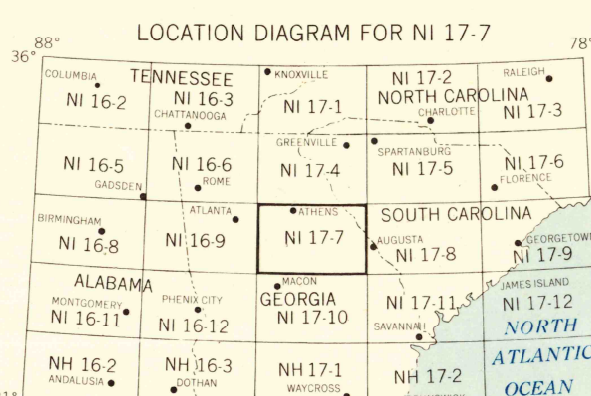 LOCATION DIAGRAM FOR NI 17-7
88°
78°
36°
COLUMBIA
TENNESSEE
KNOXVILLE
NI 17-2
RALEIGH
NI 16-2
NI 16-3
NI 17-1
NORTH CAROLINA
NI 17-3
CHATTANOOGA
CHARLOTTE
GREENVILLE
SPARTANBURG
NI 16-5
NI 16-6
NI 17-4
NI 17-5
NI 17-6
GADSDEN
ROME
FLORENCE
BIRMINGHAM
ATLANTA
ATHENS
SOUTH CAROLINA
NI 16-8
NI 16-9
NI 17-7
AUGUSTA
NI 17-8
GEORGETOWN
NI 17-9
ALABAMA
MACON
JAMES ISLAND
MONTGOMERY
PHENIX CITY
GEORGIA
NI 17-11
NI 17-12
NI 16-11
NI 16-12
NI 17-10
SAVANNAH
NORTH
NH 16-2
NH 16-3
NH 17-1
NH 17-2
ATLANTIC
ANDALUSIA
DOTHAN
WAYCROSS
OCEAN